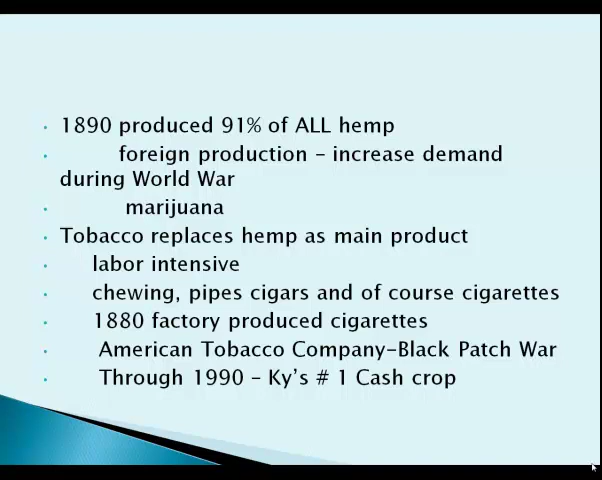 1890 produced 91% of ALL hemp
foreign production – increase demand
during World War
marijuana
Tobacco replaces hemp as main product
labor intensive
chewing, pipes cigars and of course cigarettes
1880 factory produced cigarettes
American Tobacco Company–Black Patch War
Through 1990 – Ky's # 1 Cash crop